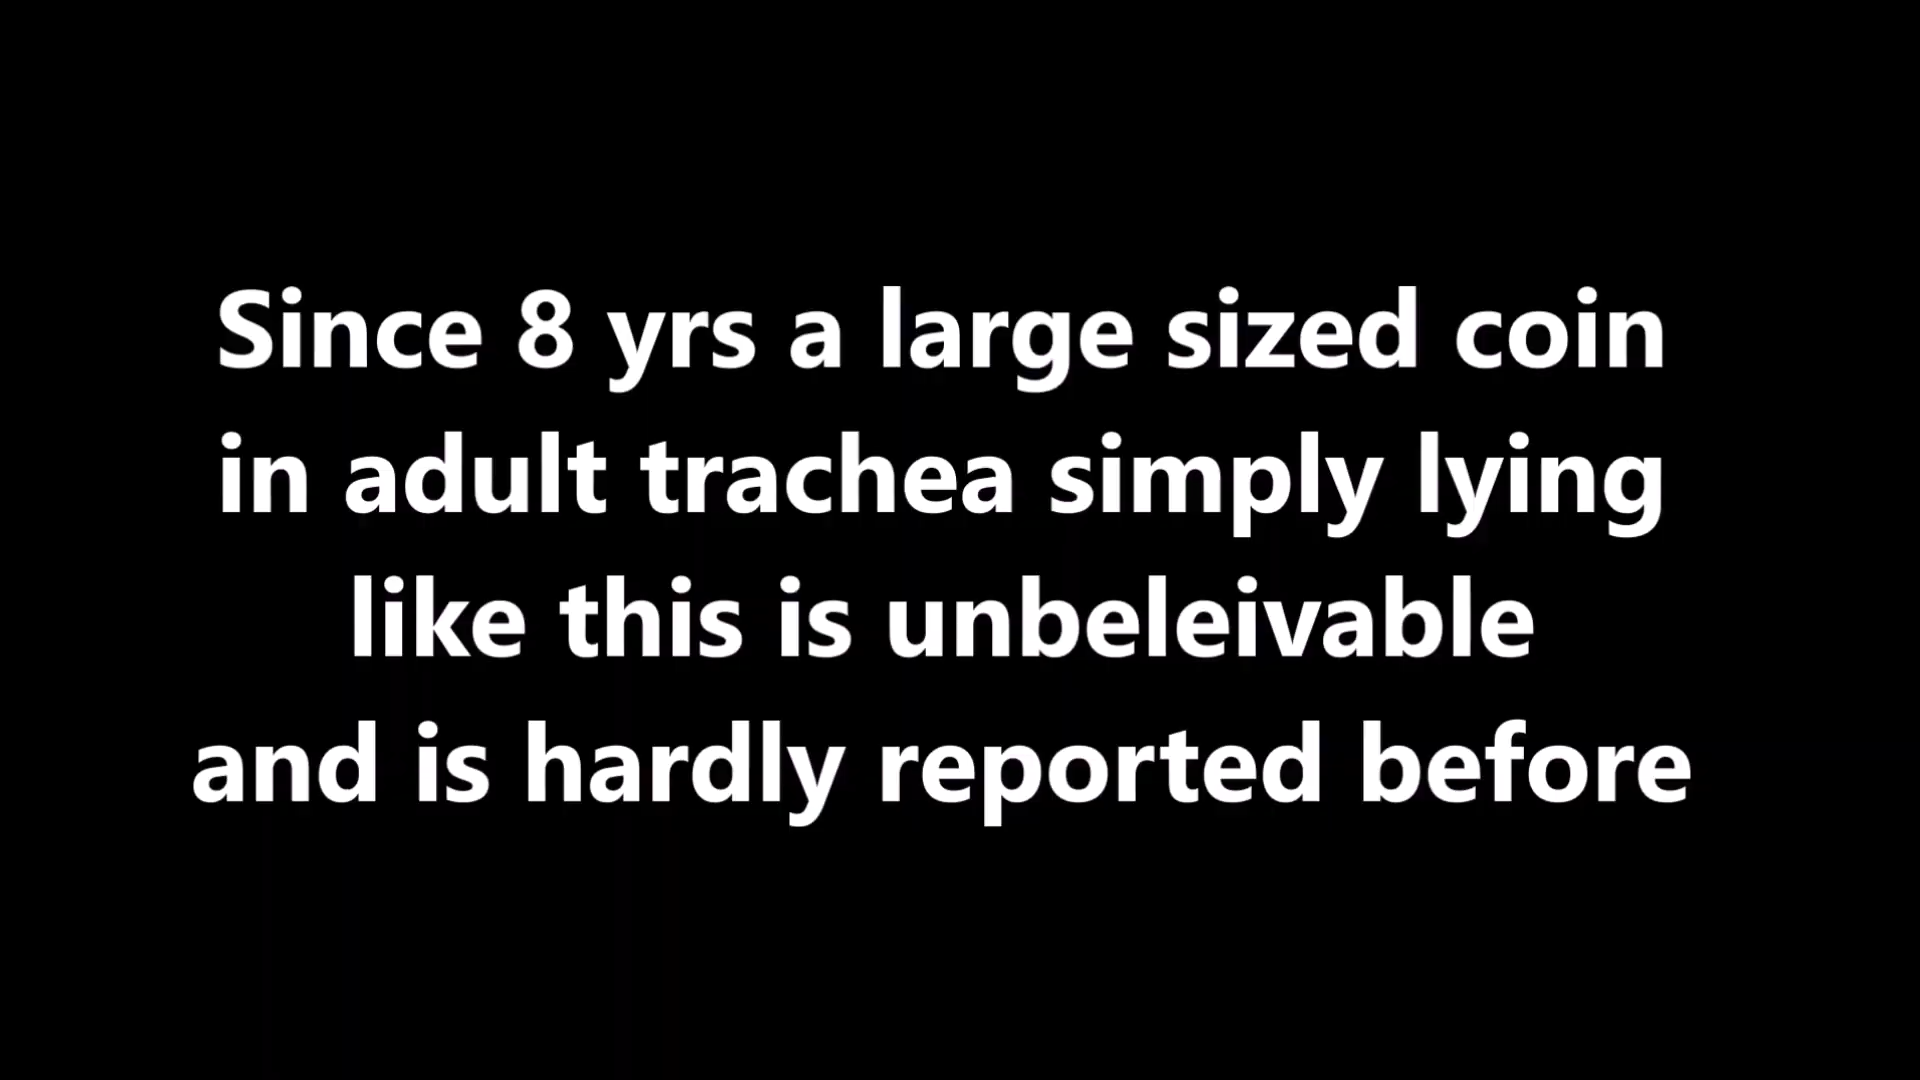 Since 8 yrs a large sized coin
in adult trachea simply lying
like this is unbeleivable
and is hardly reported before